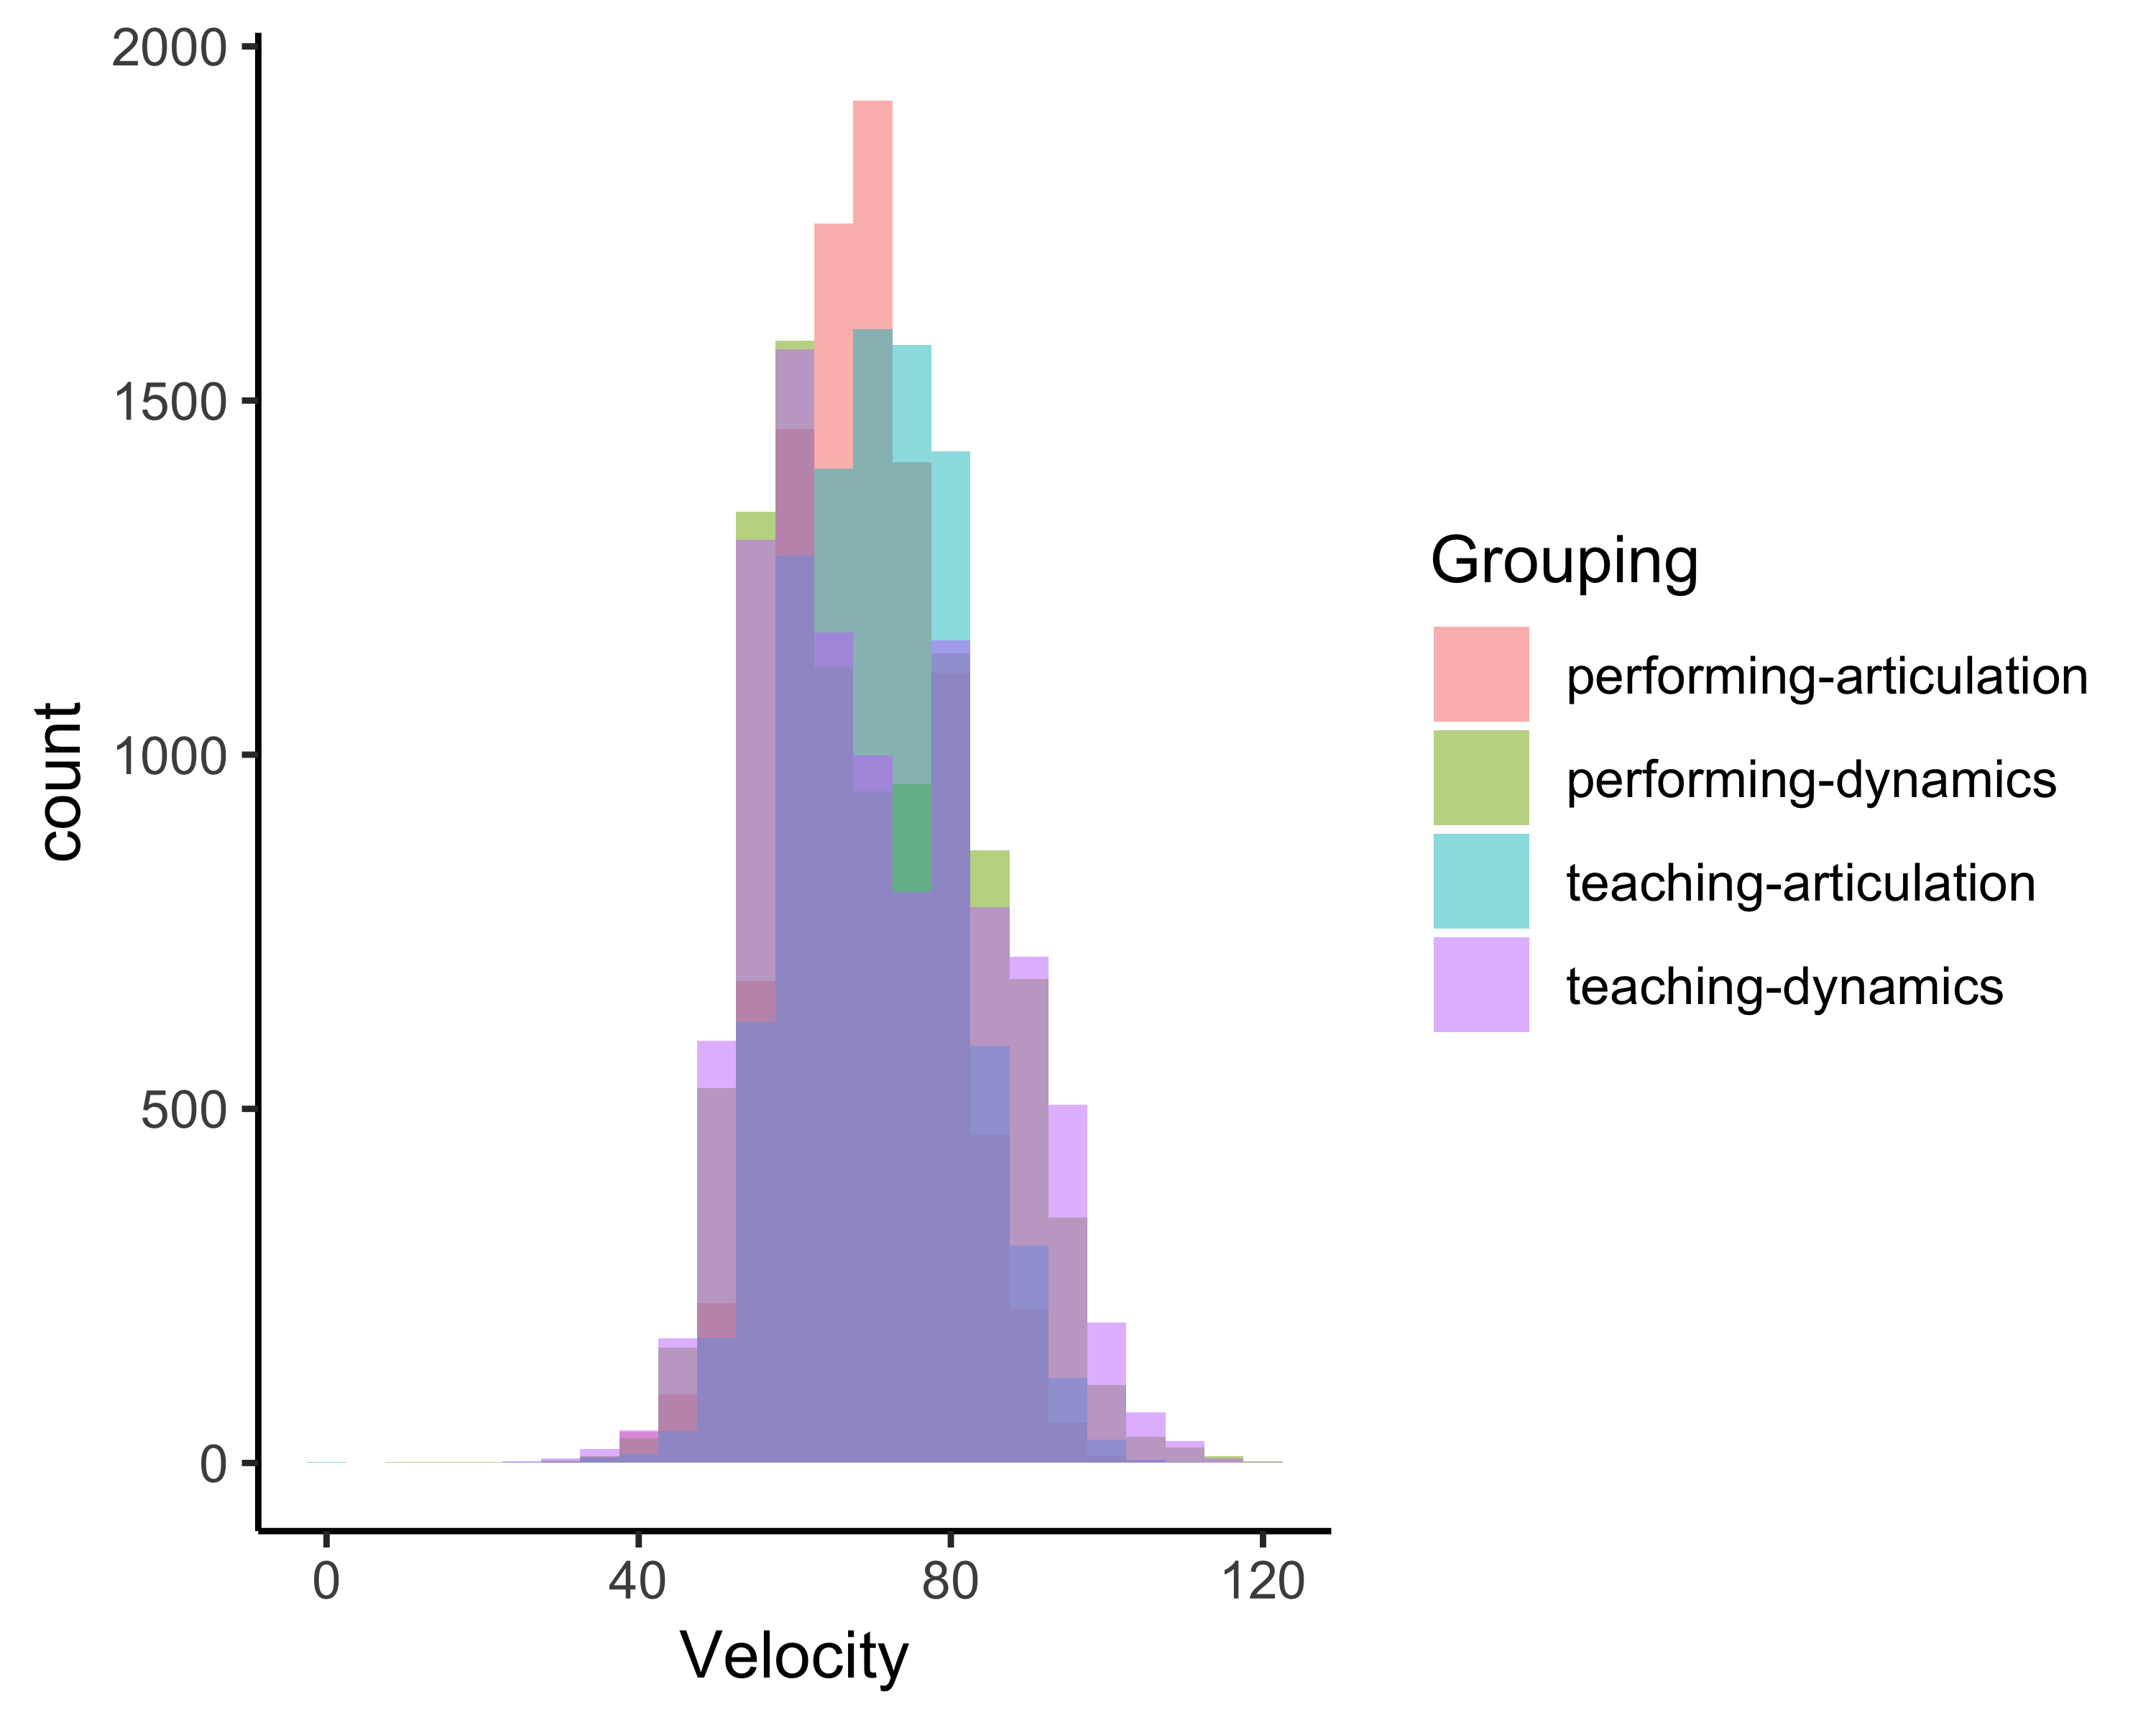 2000
1500
1000
500
0
count
0 40 80 120
Velocity
Grouping
performing-articulation
performing-dynamics
teaching-articulation
teaching-dynamics